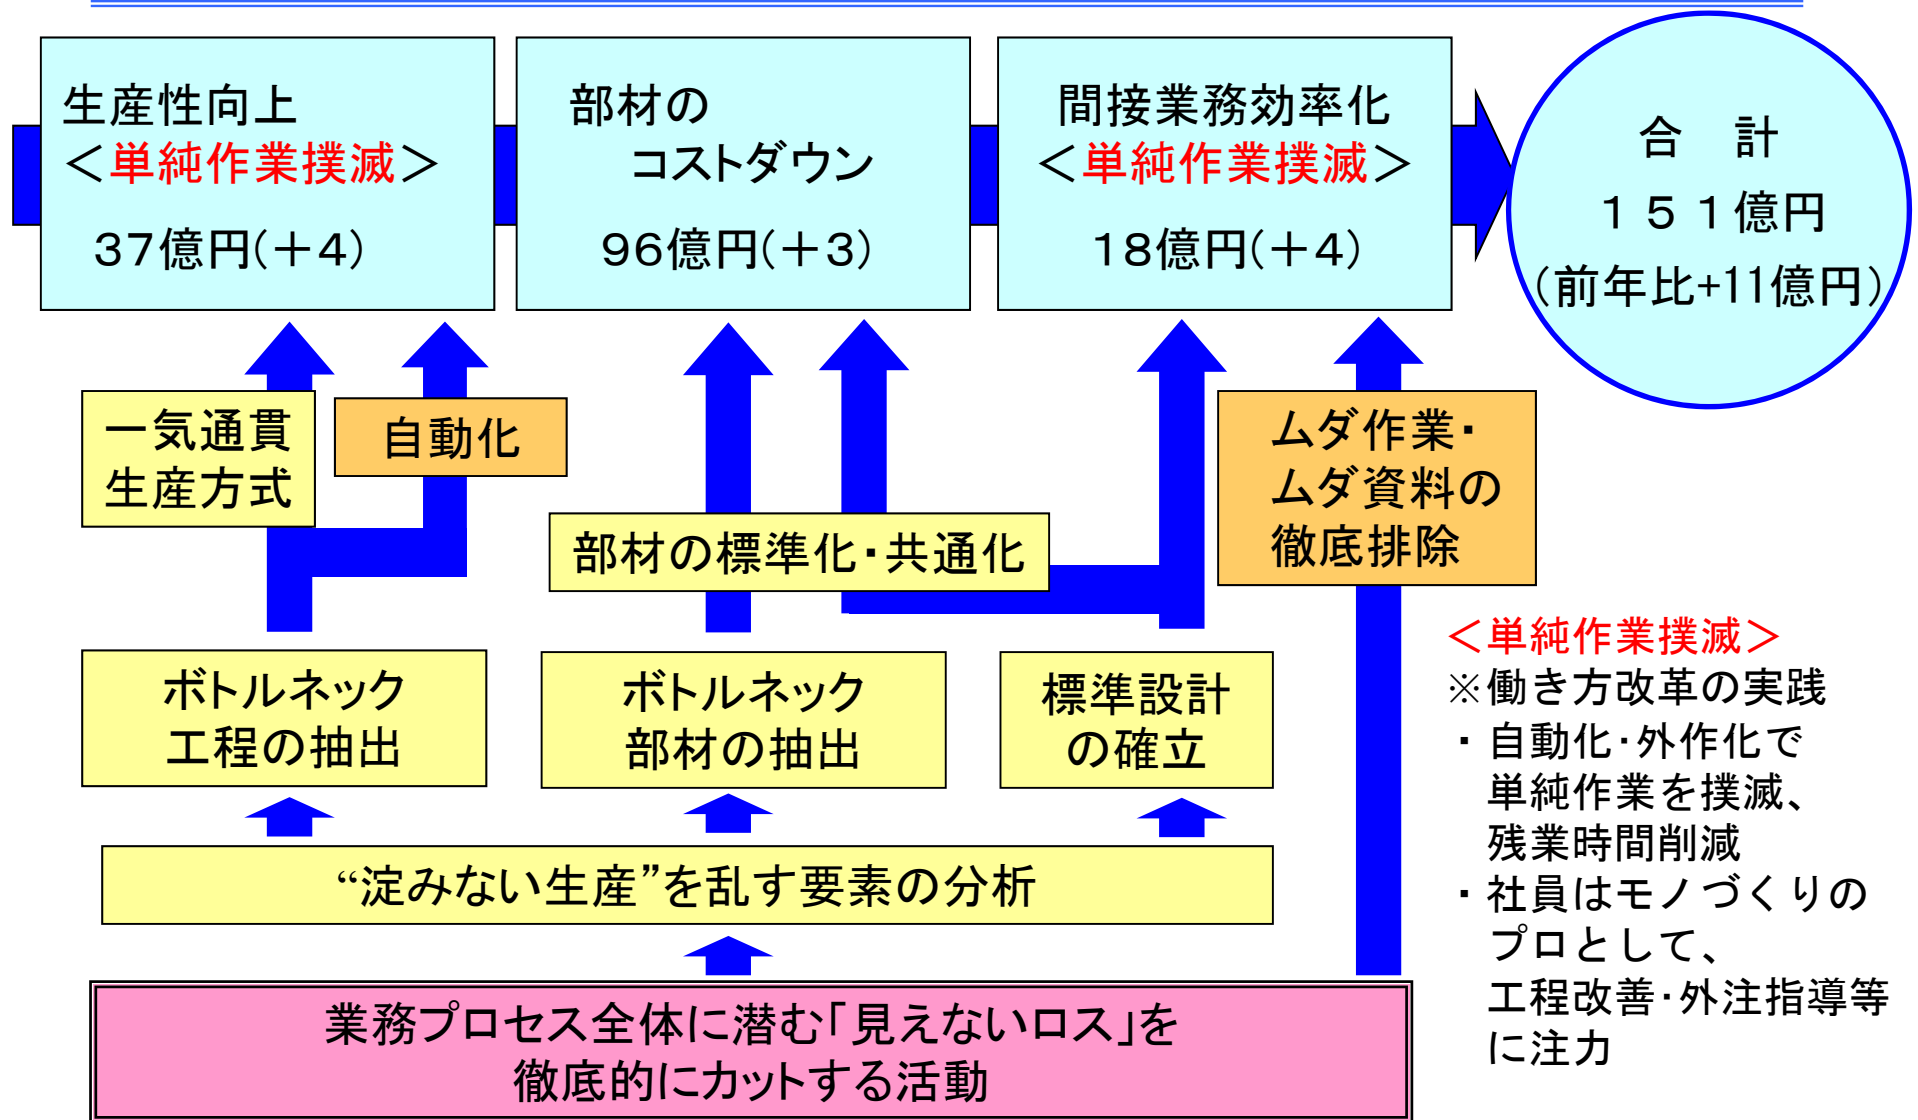 生産性向上
＜単純作業撲滅＞
37億円(＋4)
部材の
コストダウン
96億円(＋3)
間接業務効率化
＜単純作業撲滅＞
18億円(＋4)
合　計
１５１億円
(前年比+11億円)
一気通貫
生産方式
自動化
部材の標準化・共通化
ムダ作業・
ムダ資料の
徹底排除
ボトルネック
工程の抽出
ボトルネック
部材の抽出
標準設計
の確立
“淀みない生産”を乱す要素の分析
業務プロセス全体に潜む「見えないロス」を
徹底的にカットする活動
＜単純作業撲滅＞
※働き方改革の実践
・自動化・外作化で
単純作業を撲滅、
残業時間削減
・社員はモノづくりの
プロとして、
工程改善・外注指導等
に注力